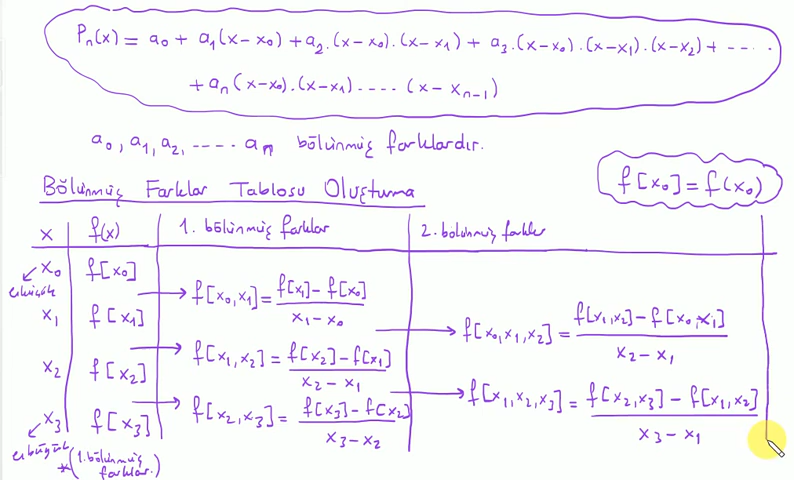 Pn(x) = a0 + a1(x-x0) + a2.(x-x0).(x-x1) + a3.(x-x0).(x-x1).(x-x2) + -- . .
+ an(x-x0).(x-x1) .... (x-xn-1)
a0, a1, a2, ---- an bölünmüş farklardır.
f[x0] = f(x0)
Bölünmüş Farklar Tablosu Oluşturma
x f(x) 1. bölünmüş farklar 2. bölünmüş farklar
x0 f[x0]
en küçük
→ f[x0,x1] = f[x1] - f[x0] / x1 - x0
x1 f[x1]
→ f[x0,x1,x2] = f[x1,x2] - f[x0,x1] / x2 - x1
→ f[x1,x2] = f[x2] - f[x1] / x2 - x1
x2 f[x2]
→ f[x1,x2,x3] = f[x2,x3] - f[x1,x2] / x3 - x1
→ f[x2,x3] = f[x3] - f[x2] / x3 - x2
x3 f[x3]
en büyük
x (1. bölünmüş
farklar.)